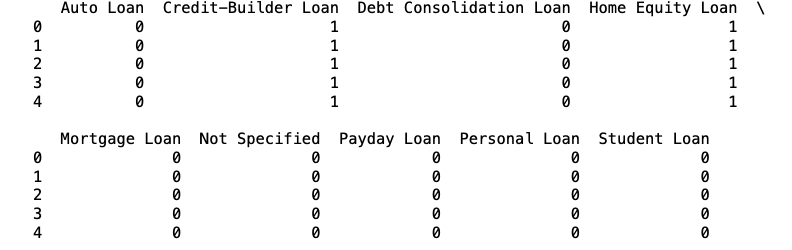 Auto Loan  Credit-Builder Loan  Debt Consolidation Loan  Home Equity Loan  \
0          0                    1                        0                 1
1          0                    1                        0                 1
2          0                    1                        0                 1
3          0                    1                        0                 1
4          0                    1                        0                 1
Mortgage Loan  Not Specified  Payday Loan  Personal Loan  Student Loan
0              0              0            0              0             0
1              0              0            0              0             0
2              0              0            0              0             0
3              0              0            0              0             0
4              0              0            0              0             0